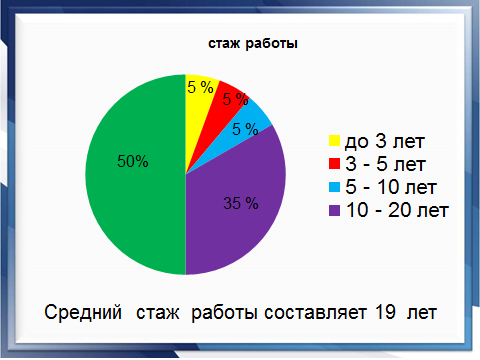 стаж работы
5 %
5 %
5 %
50%
35 %
до 3 лет
3 - 5 лет
5 - 10 лет
10 - 20 лет
Средний стаж работы составляет 19 лет